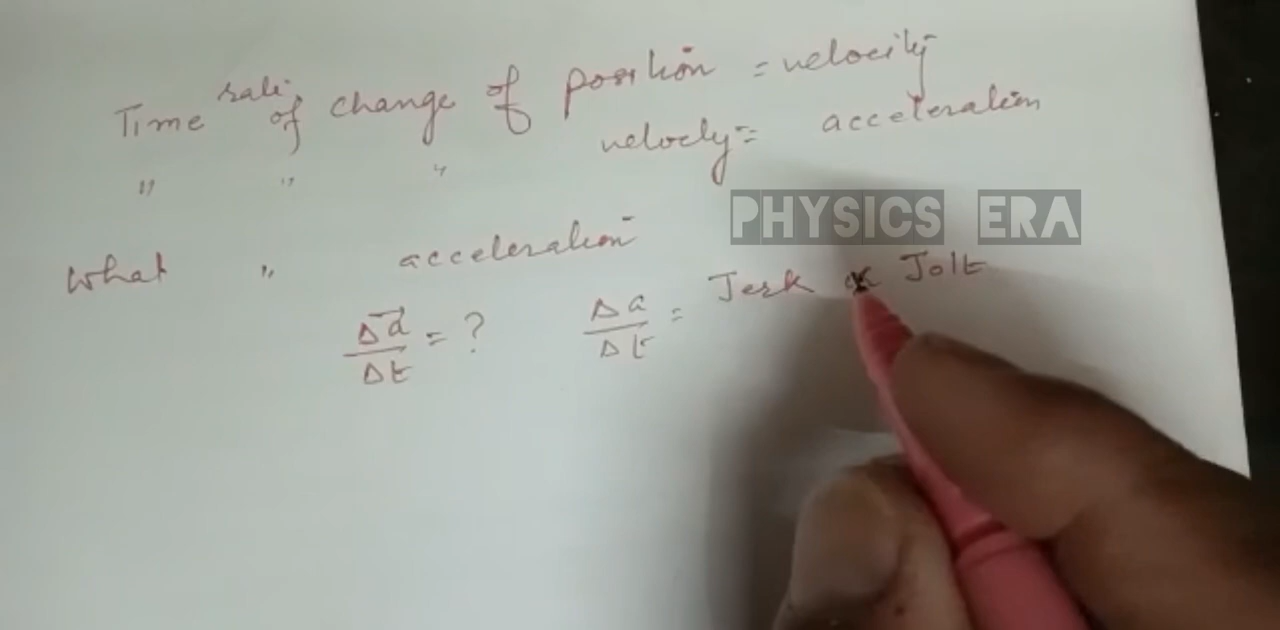 Time rate of change of position = velocity
" " " velocity = acceleration
PHYSICS ERA
What " acceleration
Δa/Δt = ? Δa/Δt = Jerk or Jolt